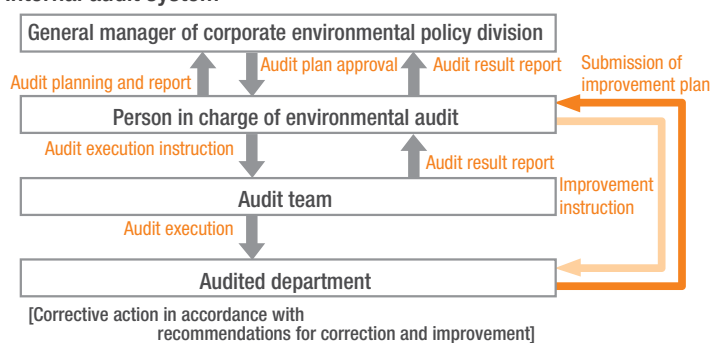 Internal audit system
General manager of corporate environmental policy division
Audit planning and report
Audit plan approval
Audit result report
Submission of
improvement plan
Person in charge of environmental audit
Audit execution instruction
Audit result report
Audit team
Improvement
instruction
Audit execution
Audited department
[Corrective action in accordance with
recommendations for correction and improvement]